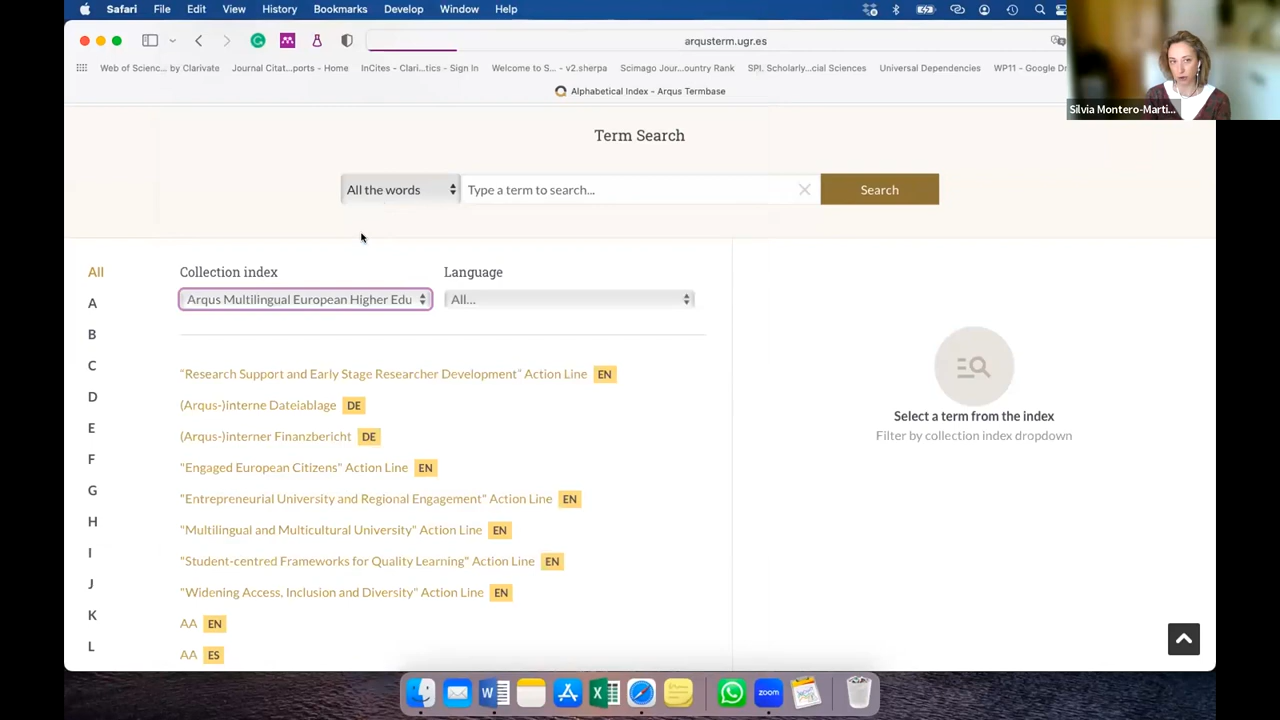 Safari File Edit View History Bookmarks Develop Window Help
arqusterm.ugr.es
Web of Scienc... by Clarivate Journal Citat...ports - Home InCites - Clari...tics - Sign In Welcome to S... - v2.sherpa Scimago Jour...ountry Rank SPI. Scholarly...cial Sciences Universal Dependencies WP11 - Google Dr
Alphabetical Index - Arqus Termbase
Silvia Montero-Marti...
Term Search
All the words Type a term to search... Search
All
A
B
C
D
E
F
G
H
I
J
K
L
Collection index Language
Arqus Multilingual European Higher Edu All...
"Research Support and Early Stage Researcher Development" Action Line EN
(Arqus-)interne Dateiablage DE
(Arqus-)interner Finanzbericht DE
"Engaged European Citizens" Action Line EN
"Entrepreneurial University and Regional Engagement" Action Line EN
"Multilingual and Multicultural University" Action Line EN
"Student-centred Frameworks for Quality Learning" Action Line EN
"Widening Access, Inclusion and Diversity" Action Line EN
AA EN
AA ES
Select a term from the index
Filter by collection index dropdown
zoom